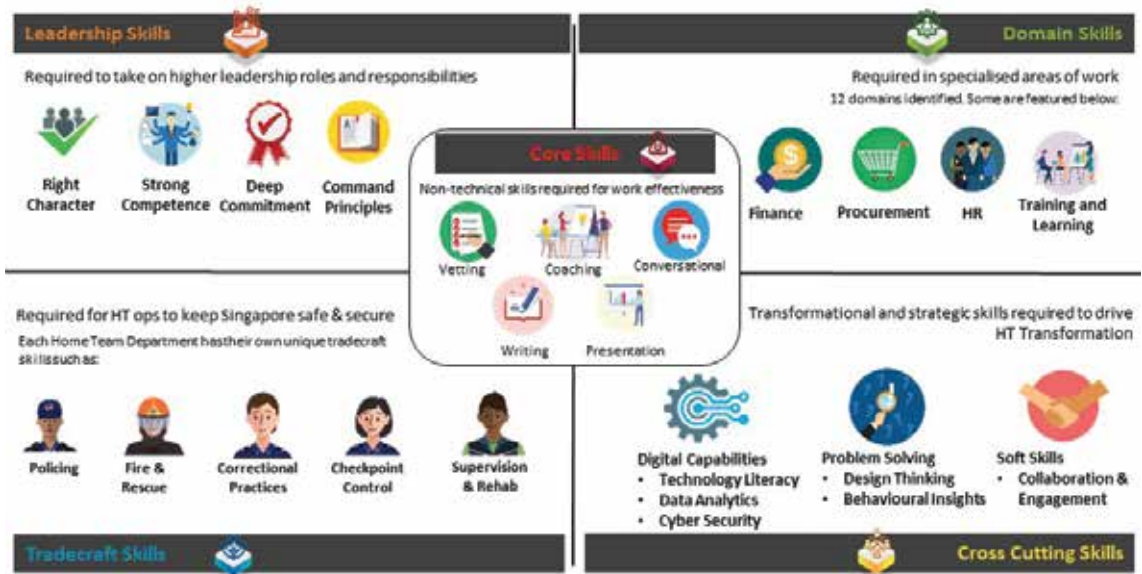 Leadership Skills
Required to take on higher leadership roles and responsibilities
Right
Character
Strong
Competence
Deep
Commitment
Command
Principles
Domain Skills
Required in specialised areas of work
12 domains identified. Some are featured below:
Finance
Procurement
HR
Training and
Learning
Core Skills
Non-technical skills required for work effectiveness
Vetting
Coaching
Conversational
Writing
Presentation
Required for HT ops to keep Singapore safe & secure
Each Home Team Department hastheir own unique tradecraft
skillssuch as:
Policing
Fire &
Rescue
Correctional
Practices
Checkpoint
Control
Supervision
& Rehab
Tradecraft Skills
Transformational and strategic skills required to drive
HT Transformation
Digital Capabilities
• Technology Literacy
• Data Analytics
• Cyber Security
Problem Solving
• Design Thinking
• Behavioural Insights
Soft Skills
• Collaboration &
Engagement
Cross Cutting Skills